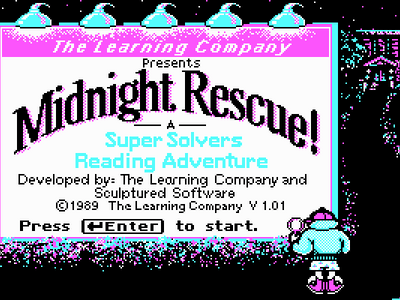 The Learning Company
Presents
Midnight Rescue!
A
Super Solvers
Reading Adventure
Developed by: The Learning Company and
Sculptured Software
©1989 The Learning Company V 1.01
Press [↵Enter] to start.